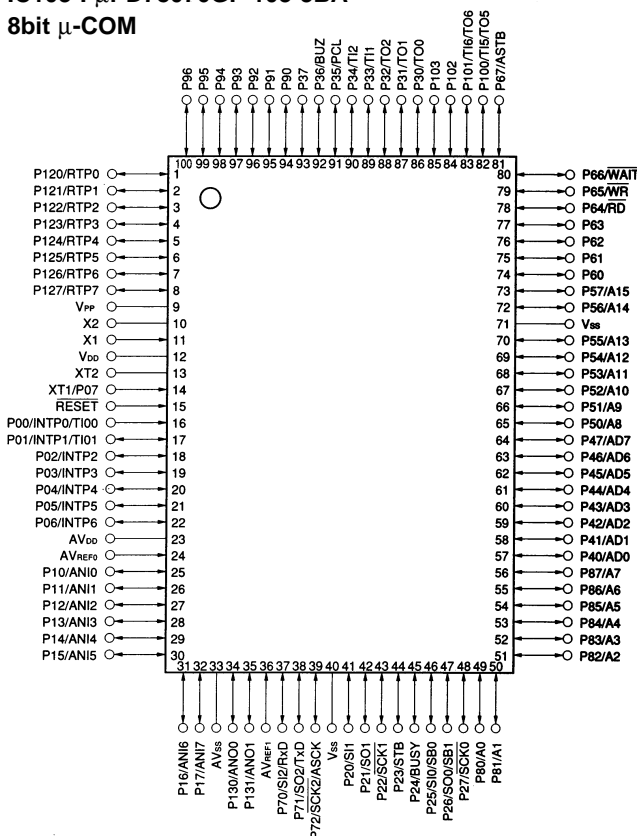 8bit µ-COM
P96
P95
P94
P93
P92
P91
P90
P37
P36/BUZ
P35/PCL
P34/TI2
P33/TI1
P32/TO2
P31/TO1
P30/TO0
P103
P102
P101/TI6/TO6
P100/TI5/TO5
P67/ASTB
100 99 98 97 96 95 94 93 92 91 90 89 88 87 86 85 84 83 82 81
P120/RTP0 1
P121/RTP1 2
P122/RTP2 3
P123/RTP3 4
P124/RTP4 5
P125/RTP5 6
P126/RTP6 7
P127/RTP7 8
VPP 9
X2 10
X1 11
VDD 12
XT2 13
XT1/P07 14
RESET 15
P00/INTP0/TI00 16
P01/INTP1/TI01 17
P02/INTP2 18
P03/INTP3 19
P04/INTP4 20
P05/INTP5 21
P06/INTP6 22
AVDD 23
AVREF0 24
P10/ANI0 25
P11/ANI1 26
P12/ANI2 27
P13/ANI3 28
P14/ANI4 29
P15/ANI5 30
80 P66/WAIT
79 P65/WR
78 P64/RD
77 P63
76 P62
75 P61
74 P60
73 P57/A15
72 P56/A14
71 Vss
70 P55/A13
69 P54/A12
68 P53/A11
67 P52/A10
66 P51/A9
65 P50/A8
64 P47/AD7
63 P46/AD6
62 P45/AD5
61 P44/AD4
60 P43/AD3
59 P42/AD2
58 P41/AD1
57 P40/AD0
56 P87/A7
55 P86/A6
54 P85/A5
53 P84/A4
52 P83/A3
51 P82/A2
31 32 33 34 35 36 37 38 39 40 41 42 43 44 45 46 47 48 49 50
P16/ANI6
P17/ANI7
AVss
P130/ANO0
P131/ANO1
AVREF1
P70/SI2/RxD
P71/SO2/TxD
P72/SCK2/ASCK
Vss
P20/SI1
P21/SO1
P22/SCK1
P23/STB
P24/BUSY
P25/SI0/SB0
P26/SO0/SB1
P27/SCK0
P80/A0
P81/A1